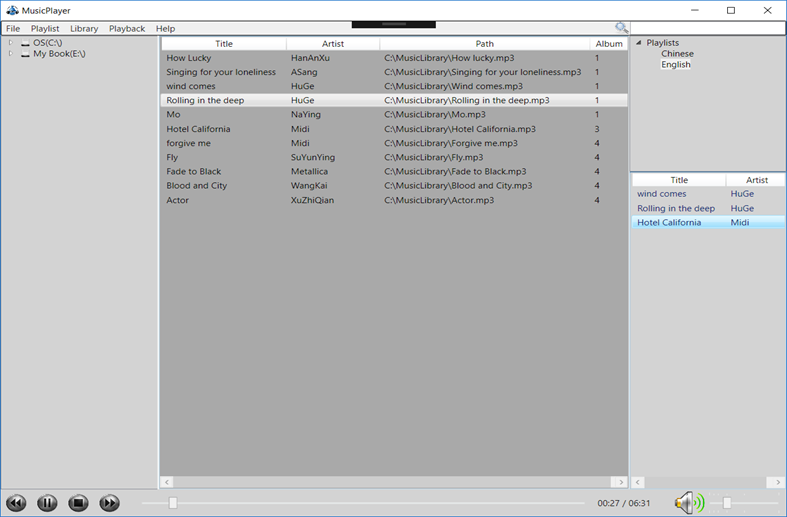 MusicPlayer
File Playlist Library Playback Help
OS(C:\)
My Book(E:\)
Title Artist Path Album
How Lucky HanAnXu C:\MusicLibrary\How lucky.mp3 1
Singing for your loneliness ASang C:\MusicLibrary\Singing for your loneliness.mp3 1
wind comes HuGe C:\MusicLibrary\Wind comes.mp3 1
Rolling in the deep HuGe C:\MusicLibrary\Rolling in the deep.mp3 1
Mo NaYing C:\MusicLibrary\Mo.mp3 1
Hotel California Midi C:\MusicLibrary\Hotel California.mp3 3
forgive me Midi C:\MusicLibrary\Forgive me.mp3 4
Fly SuYunYing C:\MusicLibrary\Fly.mp3 4
Fade to Black Metallica C:\MusicLibrary\Fade to Black.mp3 4
Blood and City WangKai C:\MusicLibrary\Blood and City.mp3 4
Actor XuZhiQian C:\MusicLibrary\Actor.mp3 4
Playlists
Chinese
English
Title Artist
wind comes HuGe
Rolling in the deep HuGe
Hotel California Midi
00:27 / 06:31